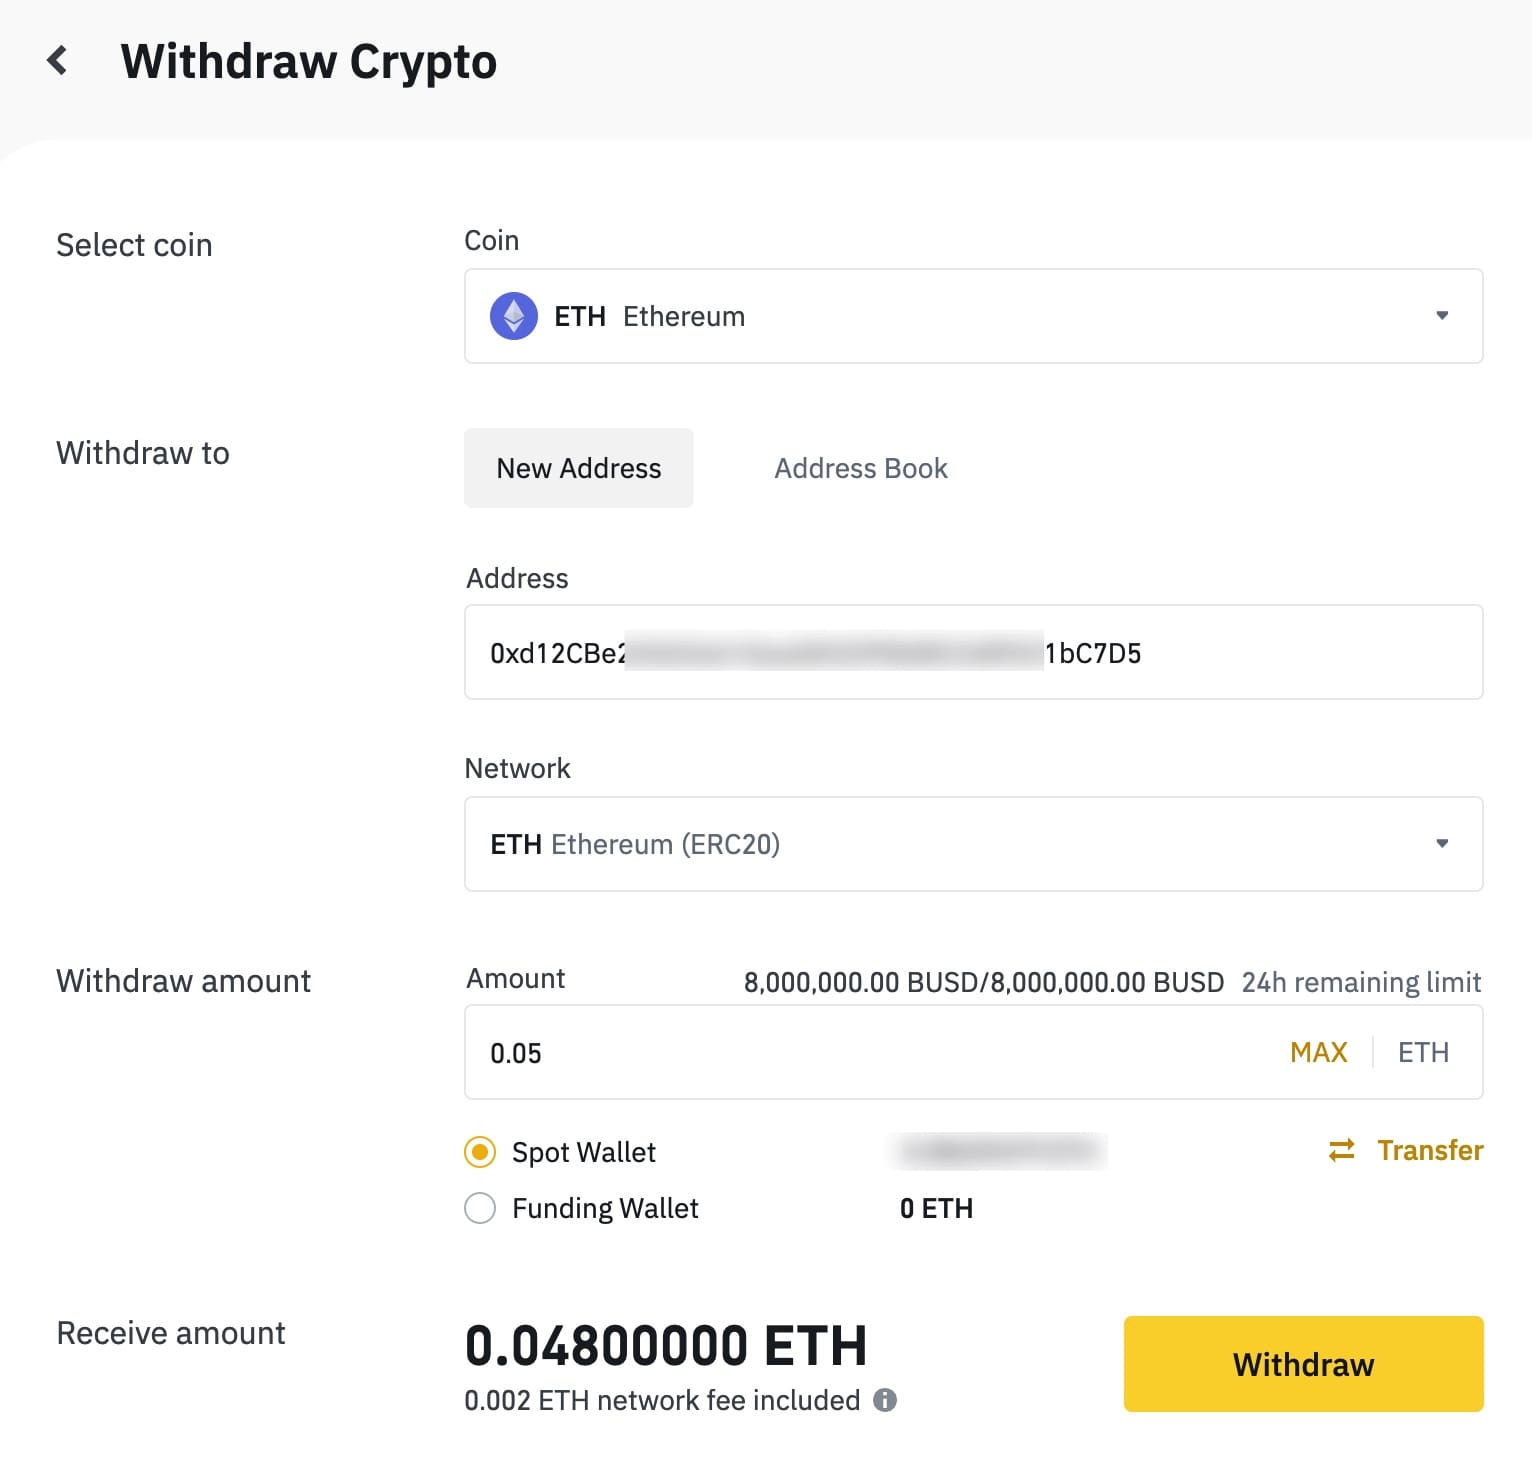 Withdraw Crypto
Select coin
Coin
ETH Ethereum
Withdraw to
New Address Address Book
Address
0xd12CBe2 1bC7D5
Network
ETH Ethereum (ERC20)
Withdraw amount
Amount 8,000,000.00 BUSD/8,000,000.00 BUSD 24h remaining limit
0.05 MAX ETH
Spot Wallet Transfer
Funding Wallet 0 ETH
Receive amount
0.04800000 ETH
0.002 ETH network fee included
Withdraw